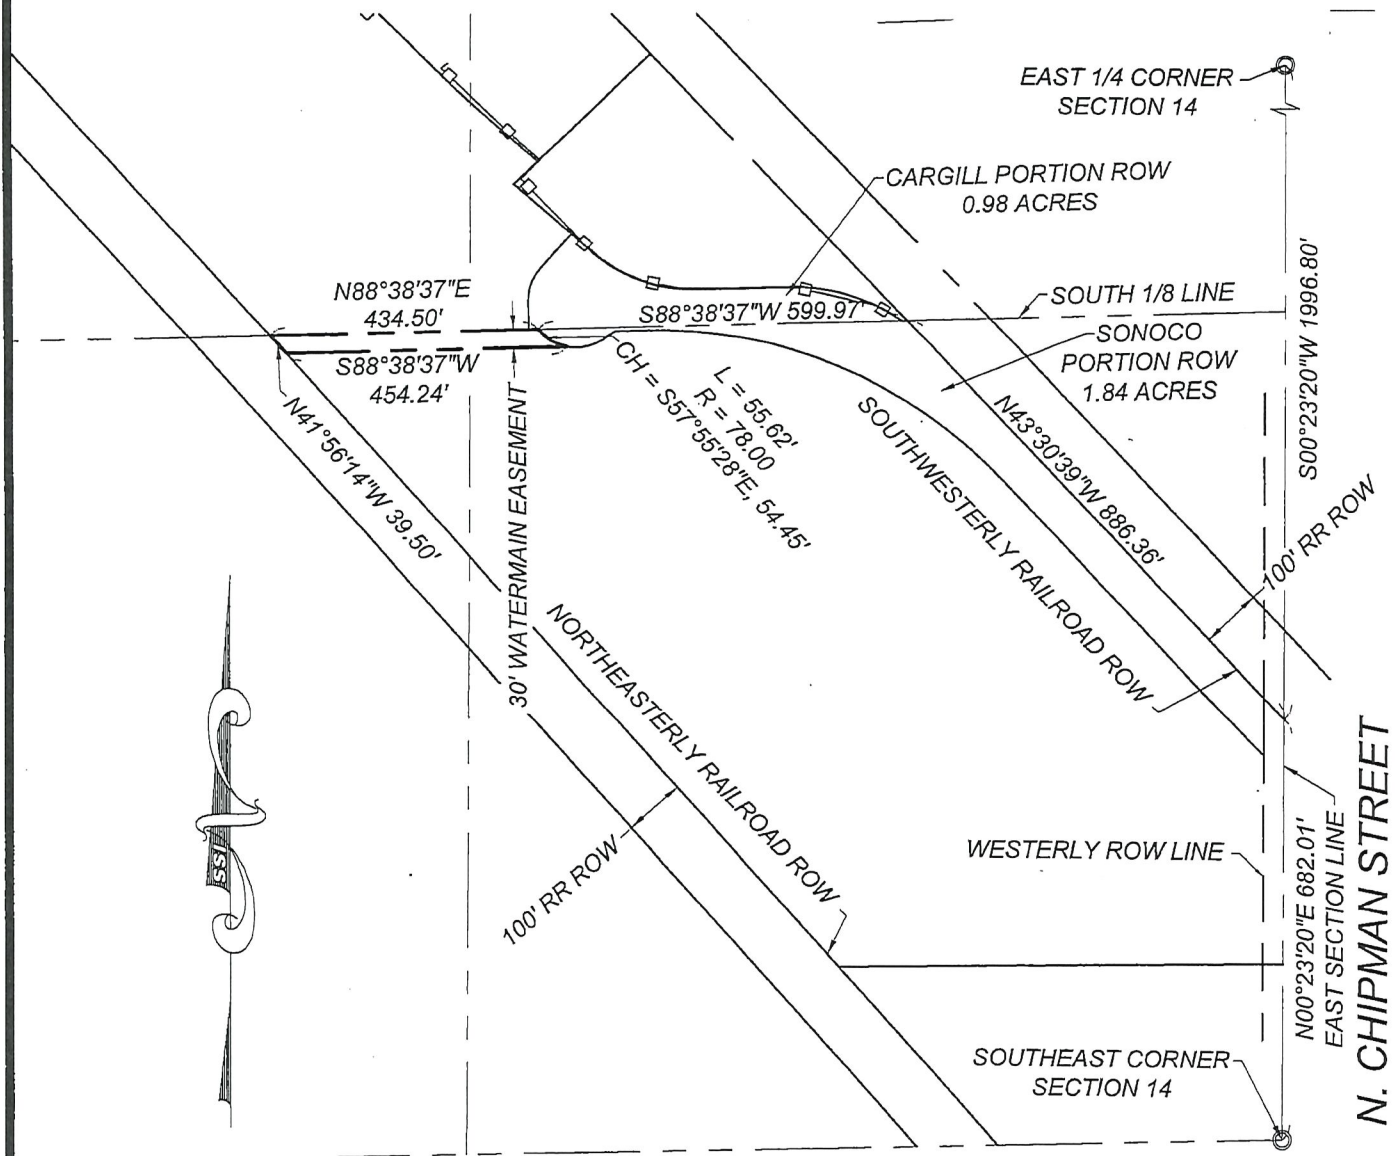 EAST 1/4 CORNER
SECTION 14
CARGILL PORTION ROW
0.98 ACRES
N88°38'37"E
434.50'
S88°38'37"W 599.97'
SOUTH 1/8 LINE
S00°23'20"W 1996.80'
SONOCO
PORTION ROW
1.84 ACRES
S88°38'37"W
454.24'
N41°56'14"W 39.50'
30' WATERMAIN EASEMENT
L = 55.62'
R = 78.00
CH = S57°55'28"E, 54.45'
SOUTHWESTERLY RAILROAD ROW
N43°30'39"W 886.36'
100' RR ROW
NORTHEASTERLY RAILROAD ROW
100' RR ROW
SSI
WESTERLY ROW LINE
N00°23'20"E 682.01'
EAST SECTION LINE
N. CHIPMAN STREET
SOUTHEAST CORNER
SECTION 14